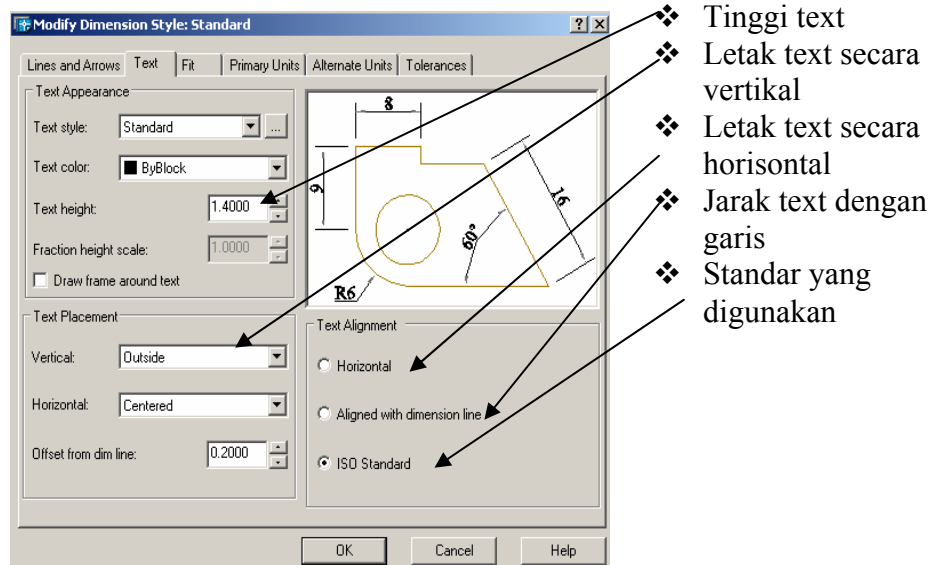 Modify Dimension Style: Standard
Lines and Arrows Text Fit Primary Units Alternate Units Tolerances
Text Appearance
Text style: Standard ...
Text color: ByBlock
Text height: 1.4000
Fraction height scale: 1.0000
Draw frame around text
8
9
16
60°
R6
Text Placement
Vertical: Outside
Horizontal: Centered
Offset from dim line: 0.2000
Text Alignment
Horizontal
Aligned with dimension line
ISO Standard
OK Cancel Help
❖ Tinggi text
❖ Letak text secara
vertikal
❖ Letak text secara
horisontal
❖ Jarak text dengan
garis
❖ Standar yang
digunakan